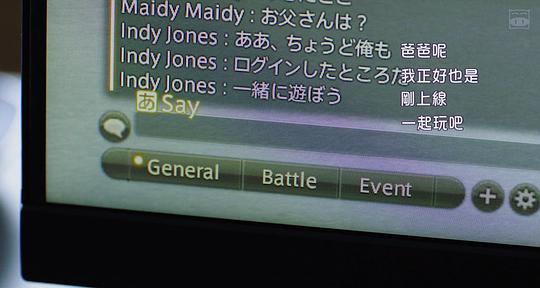 Maidy Maidy : お父さんは？
Indy Jones : ああ、ちょうど俺も
Indy Jones : ログインしたところだ
Indy Jones : 一緒に遊ぼう
芭爸呢
我正好也是
剛上線
一起玩吧
あ Say
General Battle Event